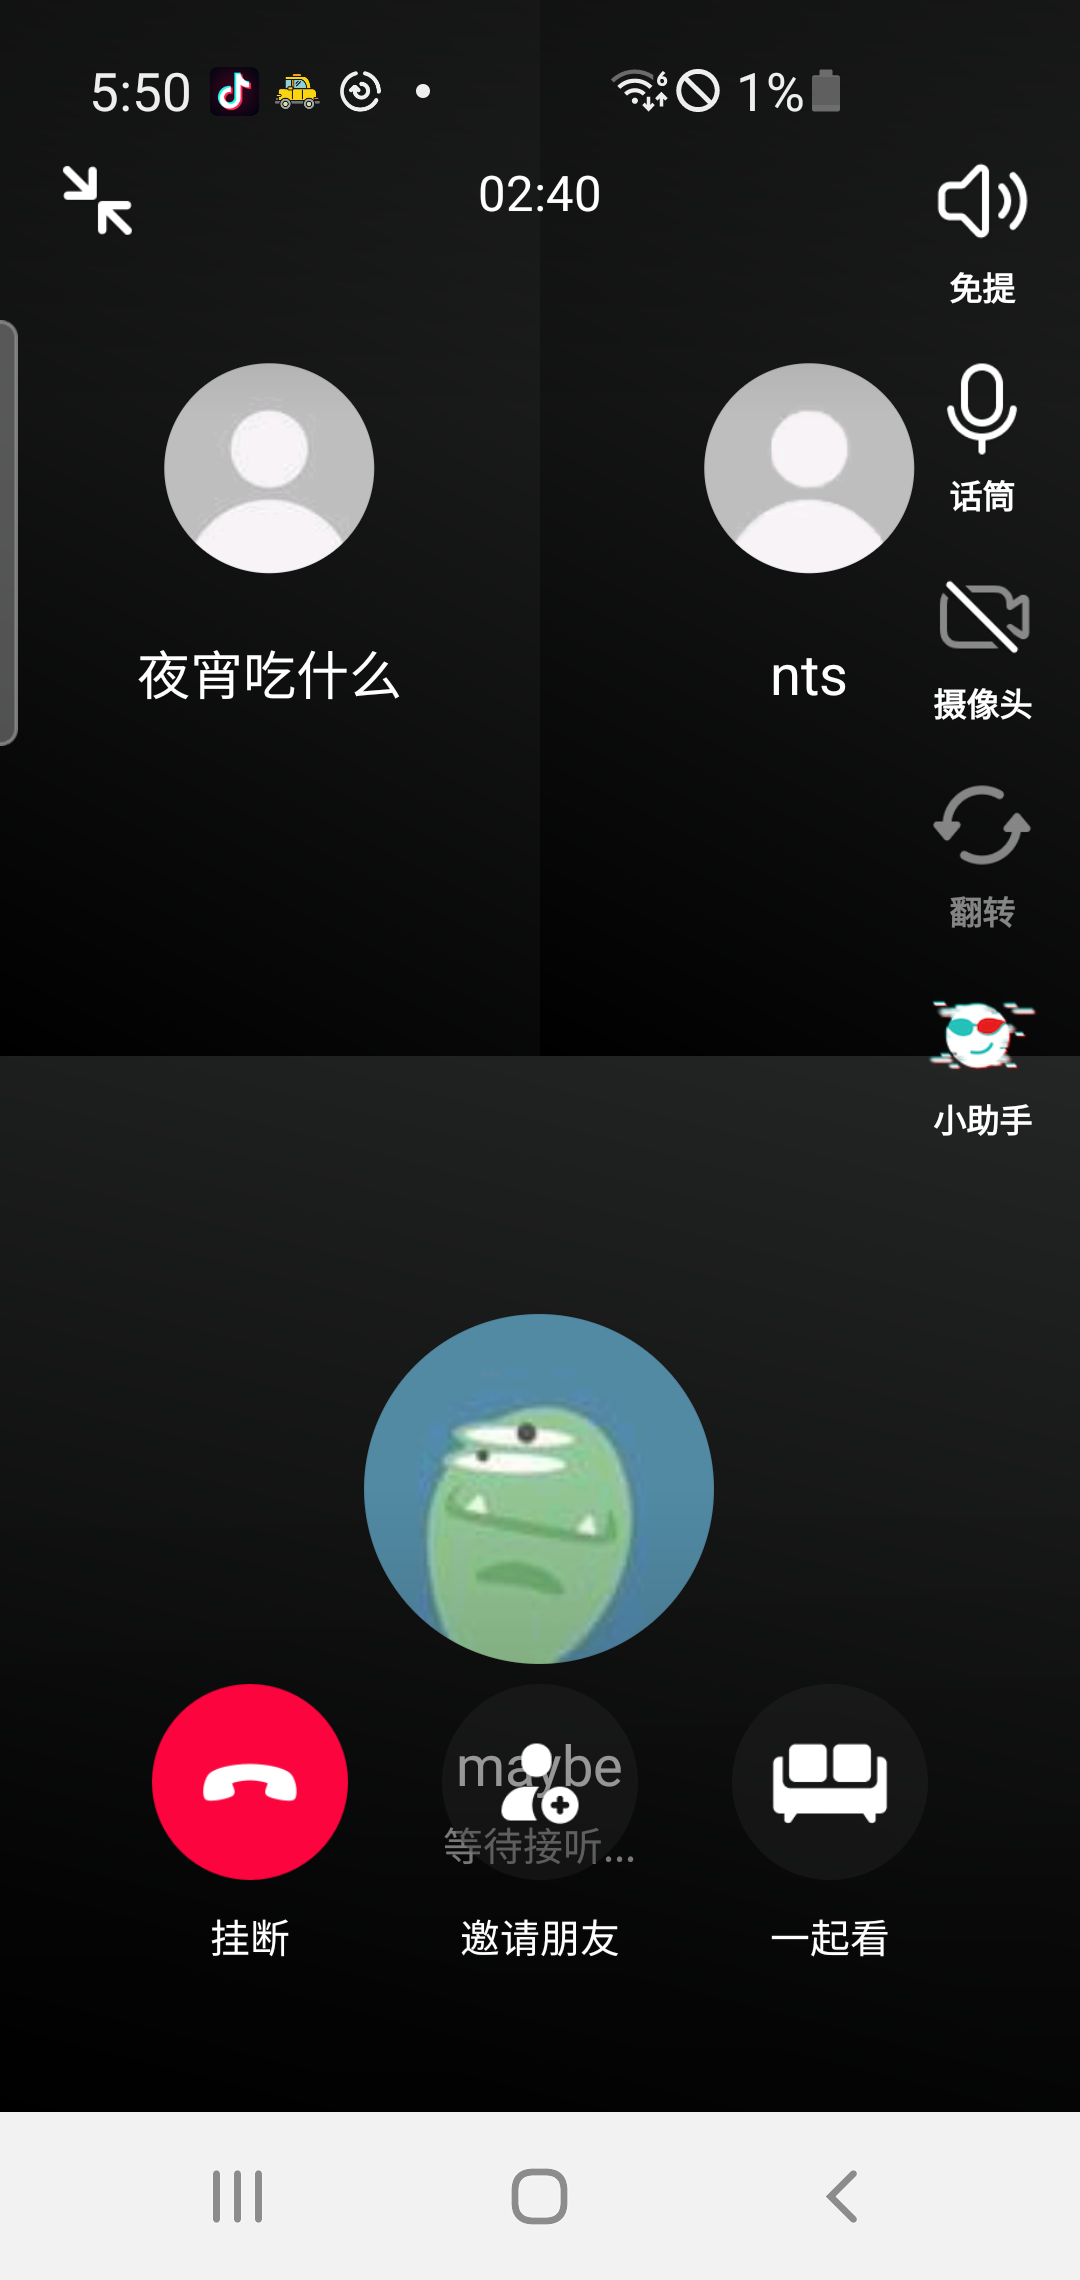 5:50
6
1%
02:40
免提
话筒
夜宵吃什么
nts
摄像头
翻转
小助手
maybe
等待接听...
挂断
邀请朋友
一起看